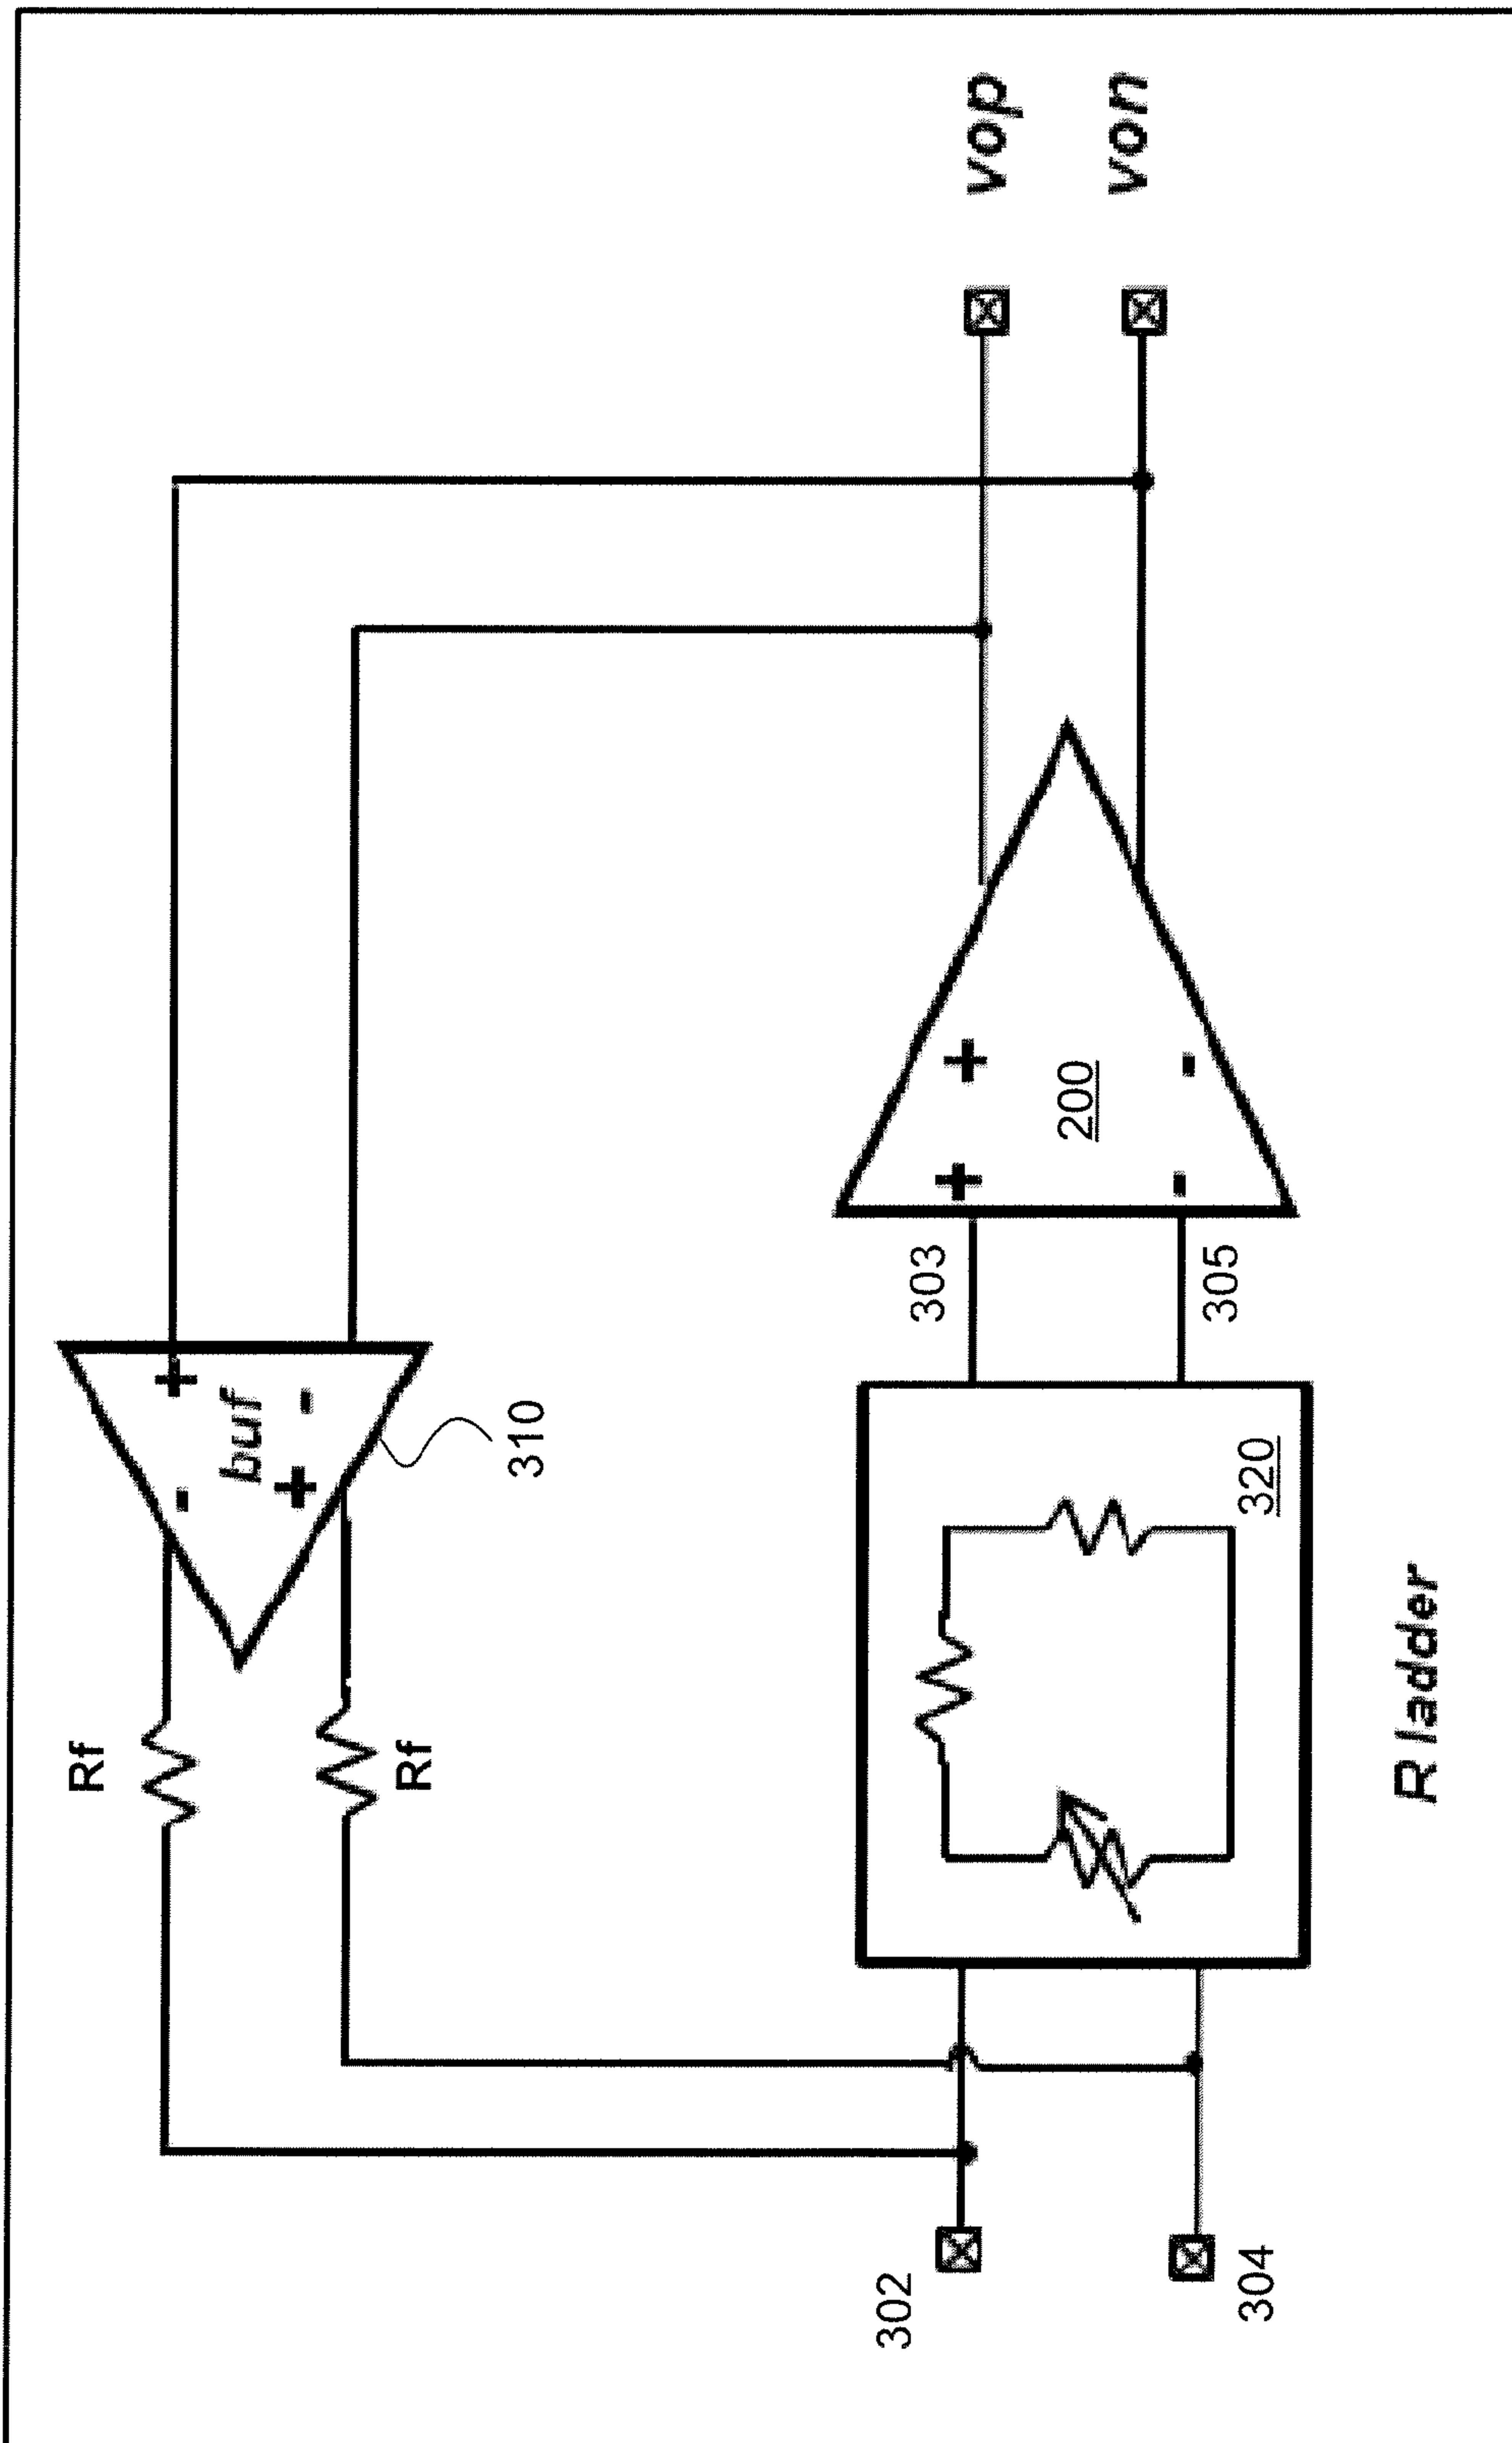 Rf
- buf +
+ -
Rf
310
vop
von
302
303
+ +
200
- -
304
305
320
R ladder